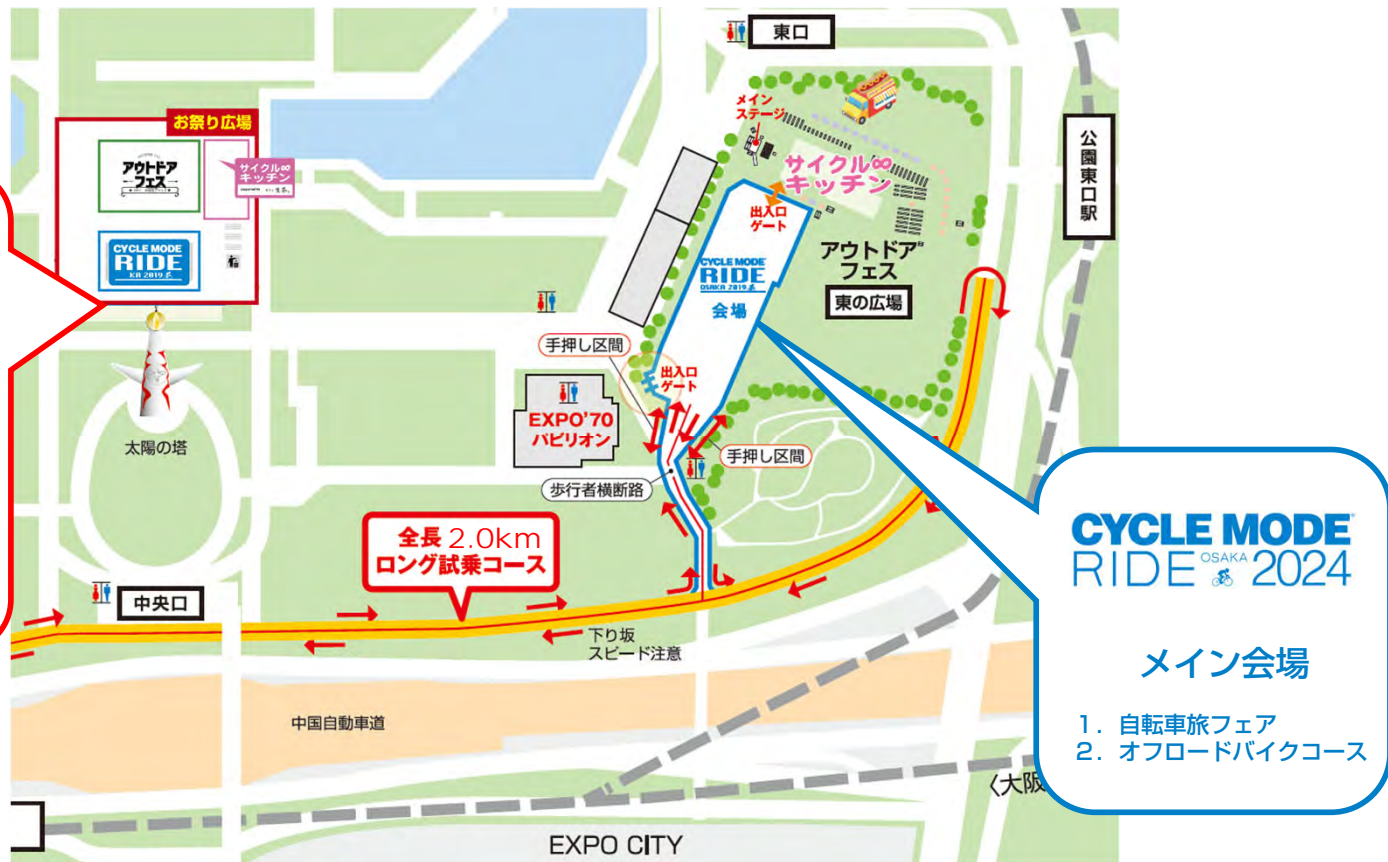 東口
お祭り広場
アウトドア
フェス
サイクル∞
キッチン
CYCLE MODE
RIDE
太陽の塔
メイン
ステージ
サイクル∞
キッチン
出入口
ゲート
CYCLE MODE
RIDE
OSAKA 2019
会場
アウトドア
フェス
東の広場
公園東口駅
手押し区間
出入口
ゲート
EXPO'70
パビリオン
手押し区間
歩行者横断路
全長 2.0km
ロング試乗コース
中央口
下り坂
スピード注意
中国自動車道
〈大阪
EXPO CITY
CYCLE MODE
RIDE OSAKA 2024
メイン会場
1. 自転車旅フェア
2. オフロードバイクコース